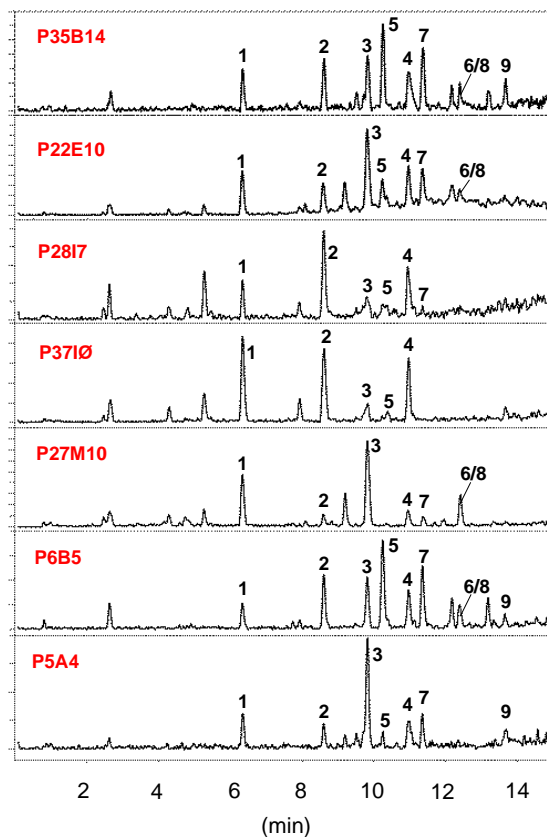 P35B14
1 2 3 5 4 7 6/8 9
P22E10
1 2 3 5 4 7 6/8
P28I7
1 2 3 5 4 7
P37IØ
1 2 3 5 4
P27M10
1 2 3 4 7 6/8
P6B5
1 2 3 5 4 7 6/8 9
P5A4
1 2 3 5 4 7 9
2 4 6 8 10 12 14
(min)